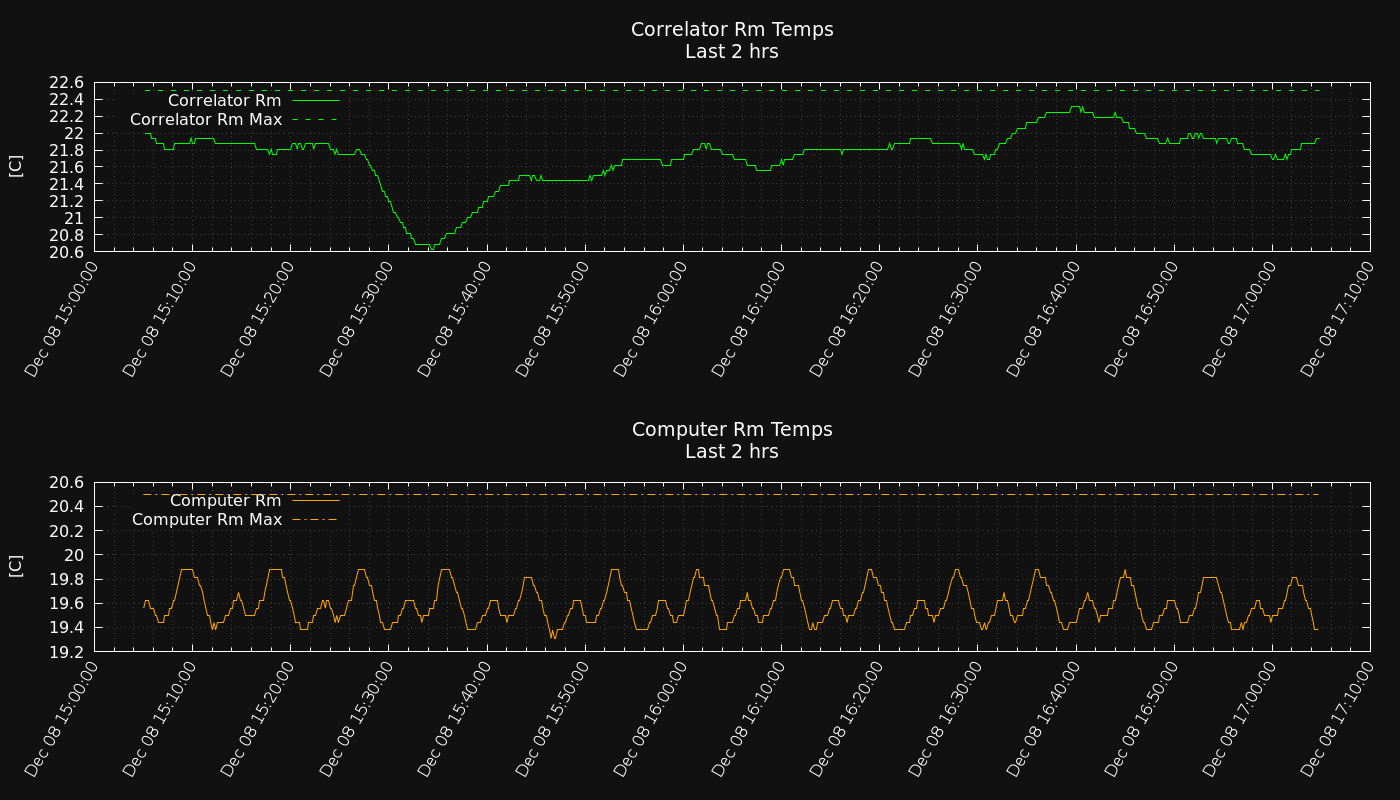 Correlator Rm Temps
Last 2 hrs
22.6
22.4
22.2
22
21.8
21.6
21.4
21.2
21
20.8
20.6
[C]
Correlator Rm
Correlator Rm Max
Dec 08 15:00:00
Dec 08 15:10:00
Dec 08 15:20:00
Dec 08 15:30:00
Dec 08 15:40:00
Dec 08 15:50:00
Dec 08 16:00:00
Dec 08 16:10:00
Dec 08 16:20:00
Dec 08 16:30:00
Dec 08 16:40:00
Dec 08 16:50:00
Dec 08 17:00:00
Dec 08 17:10:00
Computer Rm Temps
Last 2 hrs
20.6
20.4
20.2
20
19.8
19.6
19.4
19.2
[C]
Computer Rm
Computer Rm Max
Dec 08 15:00:00
Dec 08 15:10:00
Dec 08 15:20:00
Dec 08 15:30:00
Dec 08 15:40:00
Dec 08 15:50:00
Dec 08 16:00:00
Dec 08 16:10:00
Dec 08 16:20:00
Dec 08 16:30:00
Dec 08 16:40:00
Dec 08 16:50:00
Dec 08 17:00:00
Dec 08 17:10:00